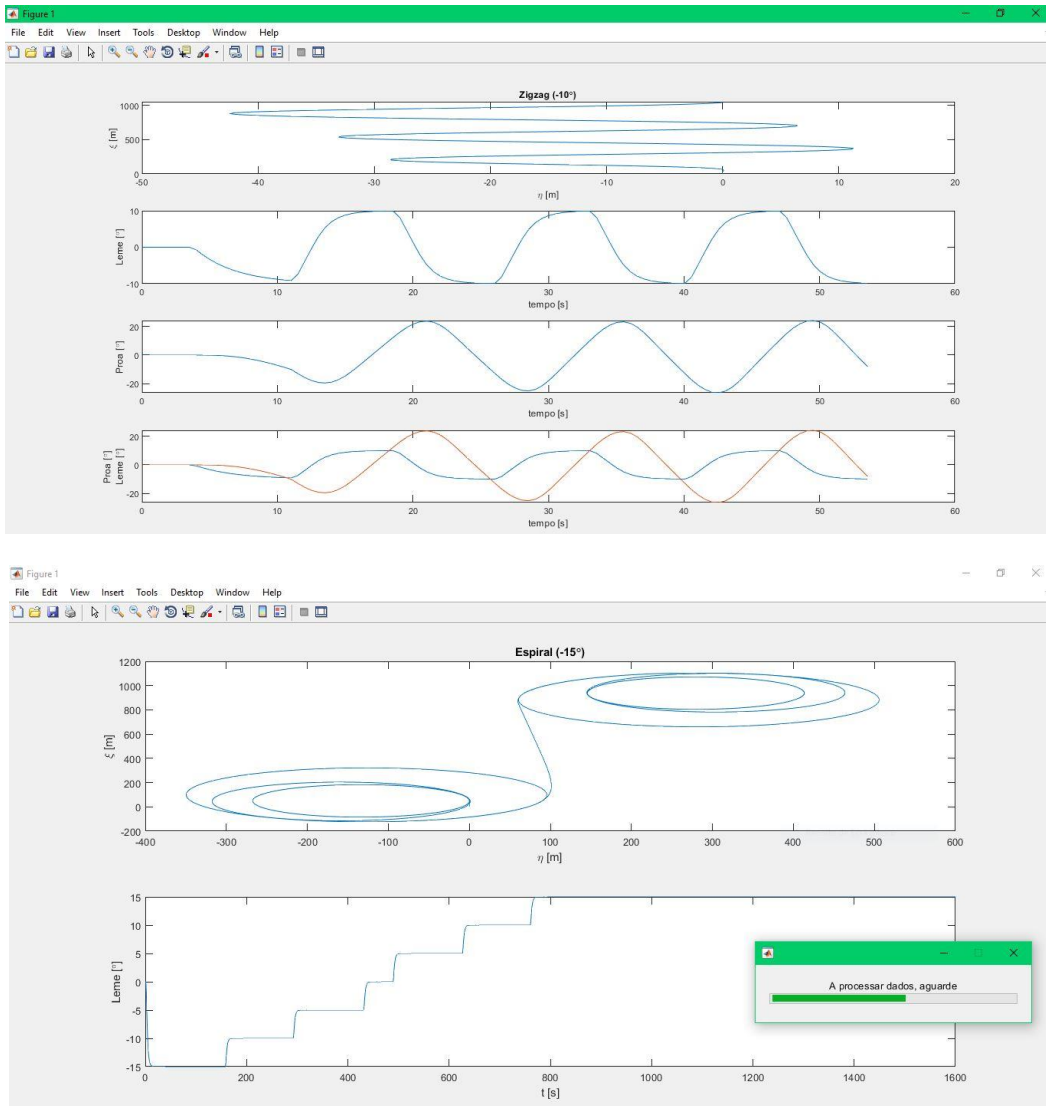 Figure 1
File Edit View Insert Tools Desktop Window Help
Zigzag (-10°)
1000
500
0
ξ [m]
-50 -40 -30 -20 -10 0 10 20
η [m]
10
0
-10
Leme [°]
0 10 20 30 40 50 60
tempo [s]
20
0
-20
Proa [°]
0 10 20 30 40 50 60
tempo [s]
20
0
-20
Proa [°]
Leme [°]
0 10 20 30 40 50 60
tempo [s]
Figure 1
File Edit View Insert Tools Desktop Window Help
Espiral (-15°)
1200
1000
800
600
400
200
0
-200
ξ [m]
-400 -300 -200 -100 0 100 200 300 400 500 600
η [m]
15
10
5
0
-5
-10
-15
Leme [°]
0 200 400 600 800 1000 1200 1400 1600
t [s]
A processar dados, aguarde